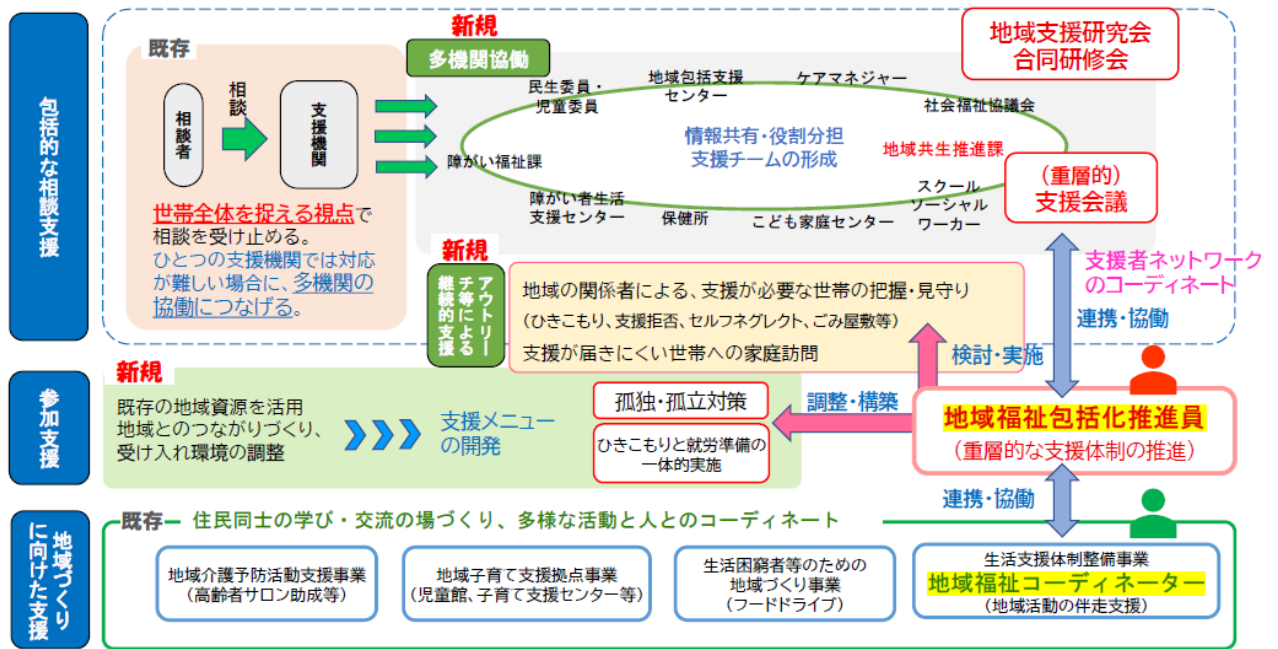 包括的な相談支援
既存
相談者
相談
支援機関
世帯全体を捉える視点で
相談を受け止める。
ひとつの支援機関では対応
が難しい場合に、多機関の
協働につなげる。
新規
多機関協働
民生委員・
児童委員
地域包括支援
センター
ケアマネジャー
社会福祉協議会
障がい福祉課
情報共有・役割分担
支援チームの形成
地域共生推進課
障がい者生活
支援センター
保健所
こども家庭センター
スクール
ソーシャル
ワーカー
地域支援研究会
合同研修会
(重層的)
支援会議
新規
アウトリー
チ等による
継続的支援
地域の関係者による、支援が必要な世帯の把握・見守り
(ひきこもり、支援拒否、セルフネグレクト、ごみ屋敷等)
支援が届きにくい世帯への家庭訪問
支援者ネットワーク
のコーディネート
連携・協働
検討・実施
参加支援
新規
既存の地域資源を活用
地域とのつながりづくり、
受け入れ環境の調整
支援メニュー
の開発
孤独・孤立対策
ひきこもりと就労準備の
一体的実施
調整・構築
地域福祉包括化推進員
(重層的な支援体制の推進)
連携・協働
地域づくり
に向けた支援
既存
住民同士の学び・交流の場づくり、多様な活動と人とのコーディネート
地域介護予防活動支援事業
(高齢者サロン助成等)
地域子育て支援拠点事業
(児童館、子育て支援センター等)
生活困窮者等のための
地域づくり事業
(フードドライブ)
生活支援体制整備事業
地域福祉コーディネーター
(地域活動の伴走支援)